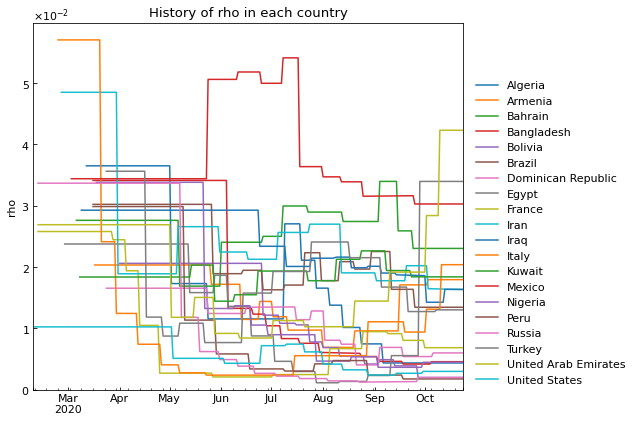 History of rho in each country
×10⁻²
5
4
3
2
1
0
rho
Mar
2020
Apr
May
Jun
Jul
Aug
Sep
Oct
Algeria
Armenia
Bahrain
Bangladesh
Bolivia
Brazil
Dominican Republic
Egypt
France
Iran
Iraq
Italy
Kuwait
Mexico
Nigeria
Peru
Russia
Turkey
United Arab Emirates
United States